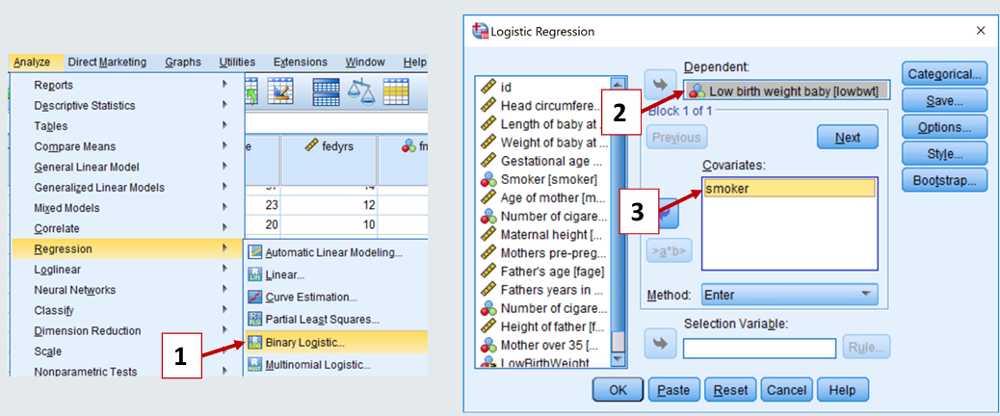 Analyze Direct Marketing Graphs Utilities Extensions Window Help
Reports
Descriptive Statistics
Tables
Compare Means
General Linear Model
Generalized Linear Models
Mixed Models
Correlate
Regression
Loglinear
Neural Networks
Classify
Dimension Reduction
Scale
Nonparametric Tests
e fedyrs
23 12
20 10
Automatic Linear Modeling...
Linear...
Curve Estimation...
Partial Least Squares...
Binary Logistic...
Multinomial Logistic...
1
Logistic Regression
id
Head circumfere...
Length of baby at ...
Weight of baby at ...
Gestational age ...
Smoker [smoker]
Age of mother [m...
Number of cigare...
Maternal height [...
Mothers pre-preg...
Father's age [fage]
Fathers years in ...
Number of cigare...
Height of father [f...
Mother over 35 [...
LowBirthWeight
Dependent:
Low birth weight baby [lowbwt]
2
Block 1 of 1
Previous
Next
Covariates:
smoker
3
>a*b>
Method: Enter
Selection Variable:
Rule...
Categorical...
Save...
Options...
Style...
Bootstrap...
OK Paste Reset Cancel Help